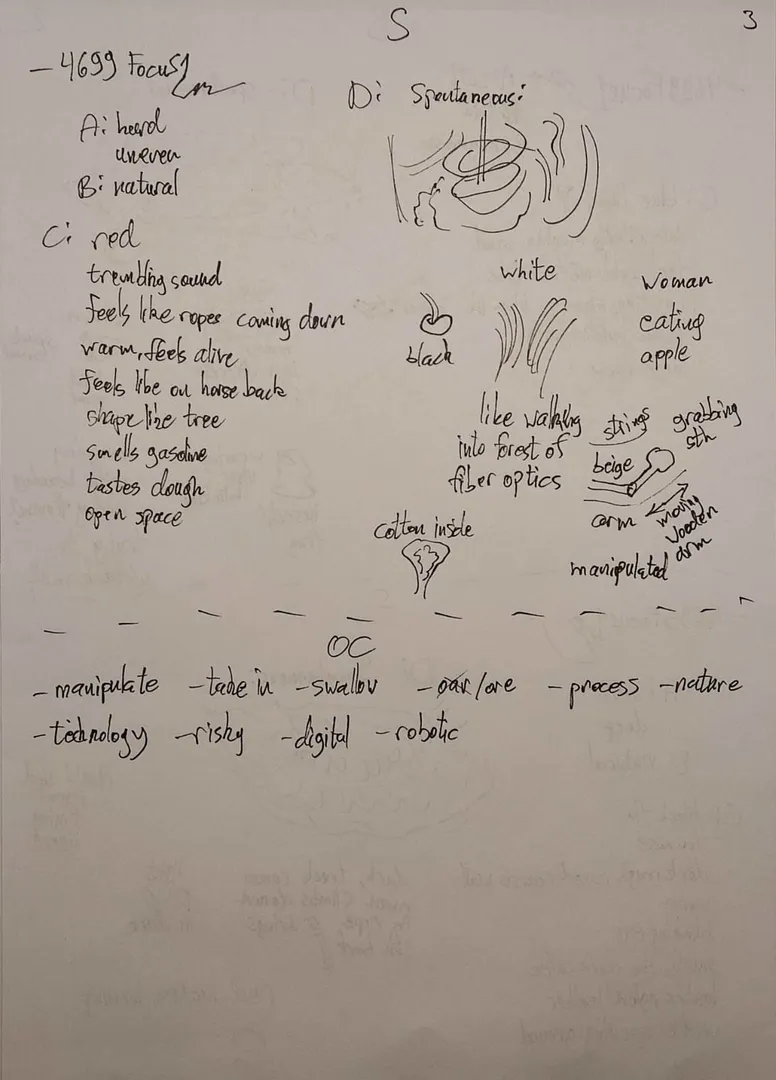 S
3
- 4699 Focus 1
A: heard
uneven
B: natural
C: red
trembling sound
feels like ropes coming down
warm, feels alive
feels like on horse back
shape like tree
smells gasoline
tastes dough
open space
D: Spontaneous:
white
black
woman
eating
apple
like walking
into forest of
fiber optics
strings
grabbing
sth
beige
arm
moving
wooden
arm
manipulated
cotton inside
OC
- manipulate - take in - swallow - oar/ore - process - nature
- technology - risky - digital - robotic